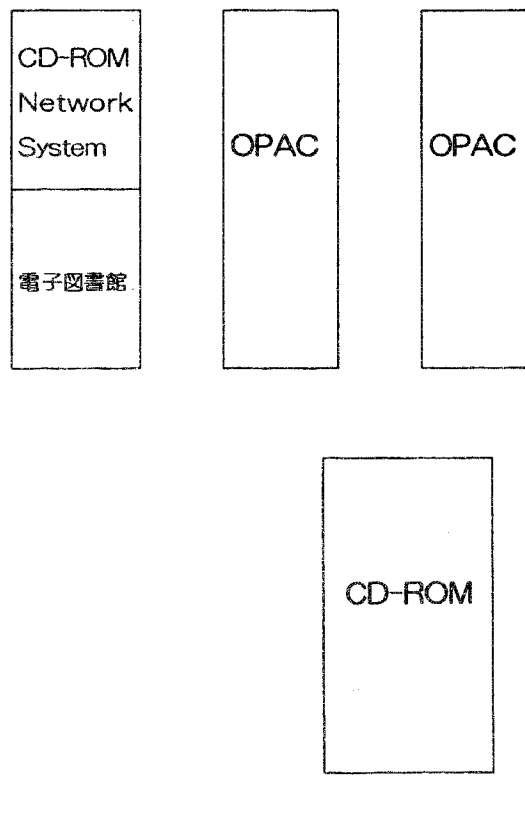 CD-ROM
Network
System
電子図書館
OPAC
OPAC
CD-ROM